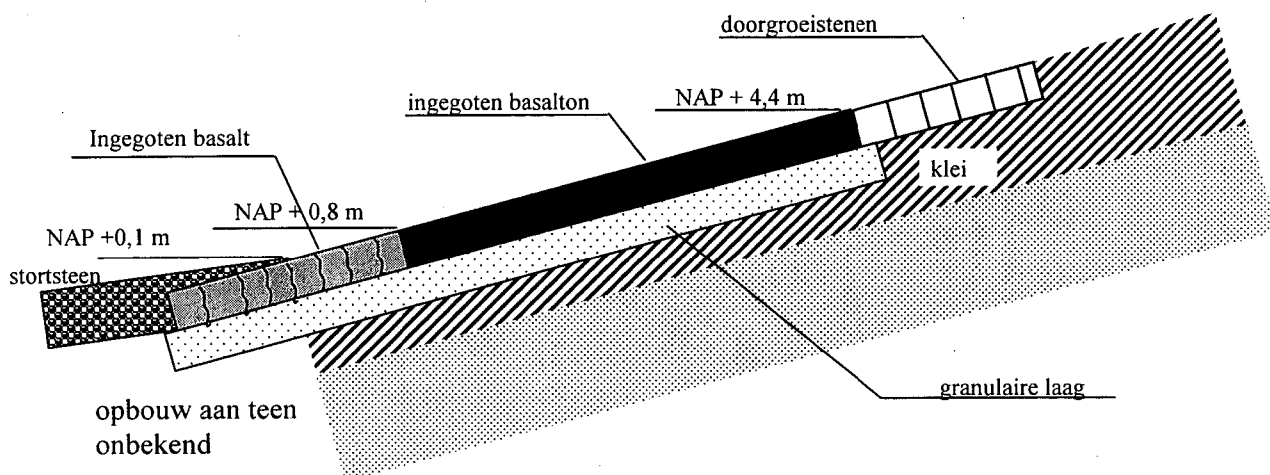 doorgroeistenen
ingegoten basalton
NAP + 4,4 m
Ingegoten basalt
klei
NAP + 0,8 m
NAP +0,1 m
stortsteen
granulaire laag
opbouw aan teen
onbekend